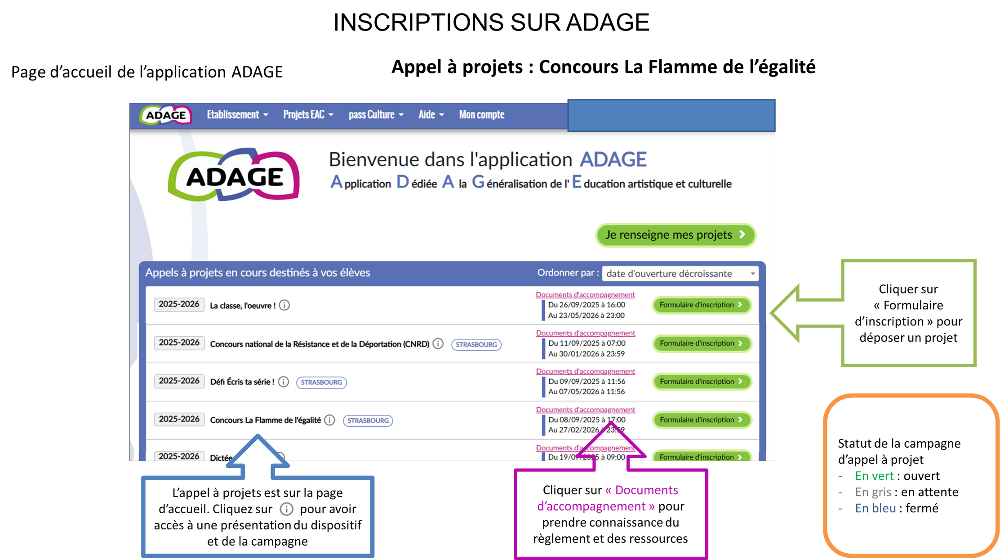 INSCRIPTIONS SUR ADAGE
Page d’accueil de l’application ADAGE
Appel à projets : Concours La Flamme de l’égalité
ADAGE
Etablissement
Projets EAC
pass Culture
Aide
Mon compte
ADAGE
Bienvenue dans l'application ADAGE
Application Dédiée A la Généralisation de l' Education artistique et culturelle
Je renseigne mes projets
Appels à projets en cours destinés à vos élèves
Ordonner par : date d'ouverture décroissante
2025-2026 La classe, l'oeuvre !
Documents d'accompagnement
Du 26/09/2025 à 16:00
Au 23/05/2026 à 23:00
Formulaire d'inscription
2025-2026 Concours national de la Résistance et de la Déportation (CNRD) STRASBOURG
Documents d'accompagnement
Du 11/09/2025 à 07:00
Au 30/01/2026 à 23:59
Formulaire d'inscription
2025-2026 Défi Écris ta série ! STRASBOURG
Documents d'accompagnement
Du 09/09/2025 à 11:56
Au 07/05/2026 à 11:56
Formulaire d'inscription
2025-2026 Concours La Flamme de l'égalité STRASBOURG
Documents d'accompagnement
Du 08/09/2025 à 17:00
Au 27/02/2026 à 23:59
Formulaire d'inscription
2025-2026 Dictée
Documents d'accompagnement
Du 19/09/2025 à 09:00
Formulaire d'inscription
Cliquer sur
« Formulaire
d’inscription » pour
déposer un projet
Statut de la campagne
d’appel à projet
- En vert : ouvert
- En gris : en attente
- En bleu : fermé
L’appel à projets est sur la page
d’accueil. Cliquez sur i pour avoir
accès à une présentation du dispositif
et de la campagne
Cliquer sur « Documents
d’accompagnement » pour
prendre connaissance du
règlement et des ressources